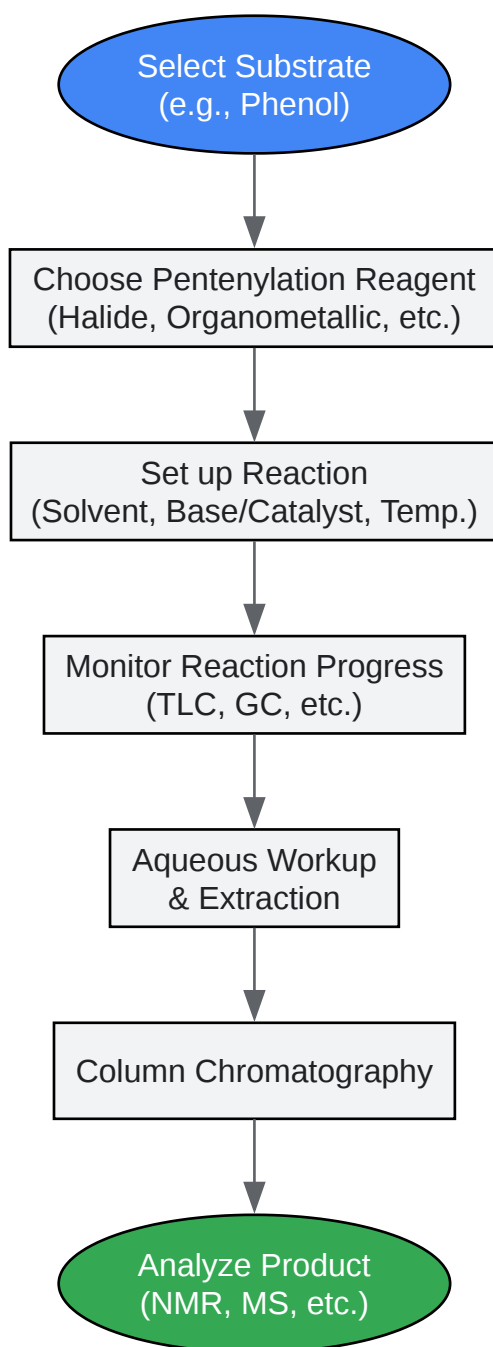 Select Substrate
(e.g., Phenol)
Choose Pentenylation Reagent
(Halide, Organometallic, etc.)
Set up Reaction
(Solvent, Base/Catalyst, Temp.)
Monitor Reaction Progress
(TLC, GC, etc.)
Aqueous Workup
& Extraction
Column Chromatography
Analyze Product
(NMR, MS, etc.)